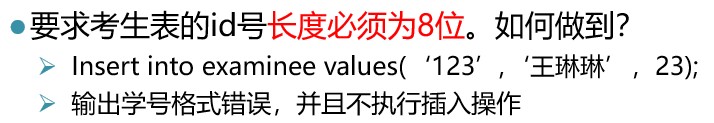 要求考生表的id号长度必须为8位。如何做到？
Insert into examinee values( ‘123’ , ‘王琳琳’ , 23);
输出学号格式错误，并且不执行插入操作